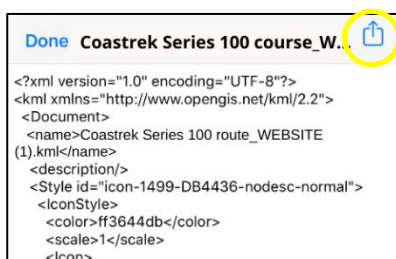 Done Coastrek Series 100 course_W...
<?xml version="1.0" encoding="UTF-8"?>
<kml xmlns="http://www.opengis.net/kml/2.2">
<Document>
<name>Coastrek Series 100 route_WEBSITE
(1).kml</name>
<description/>
<Style id="icon-1499-DB4436-nodesc-normal">
<IconStyle>
<color>ff3644db</color>
<scale>1</scale>
<Icon>